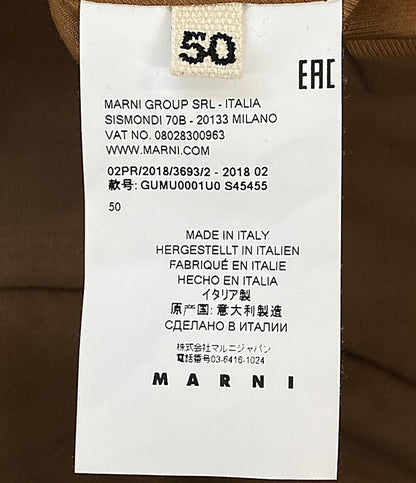 50
EAC
MARNI GROUP SRL - ITALIA
SISMONDI 70B - 20133 MILANO
VAT NO. 08028300963
WWW.MARNI.COM
02PR/2018/3693/2 - 2018 02
款号: GUMU0001U0 S45455
50
MADE IN ITALY
HERGESTELLT IN ITALIEN
FABRIQUÉ EN ITALIE
HECHO EN ITALIA
イタリア製
原产国: 意大利製造
СДЕЛАНО В ИТАЛИИ
株式会社マルニジャパン
電話番号03-6416-1024
MARNI